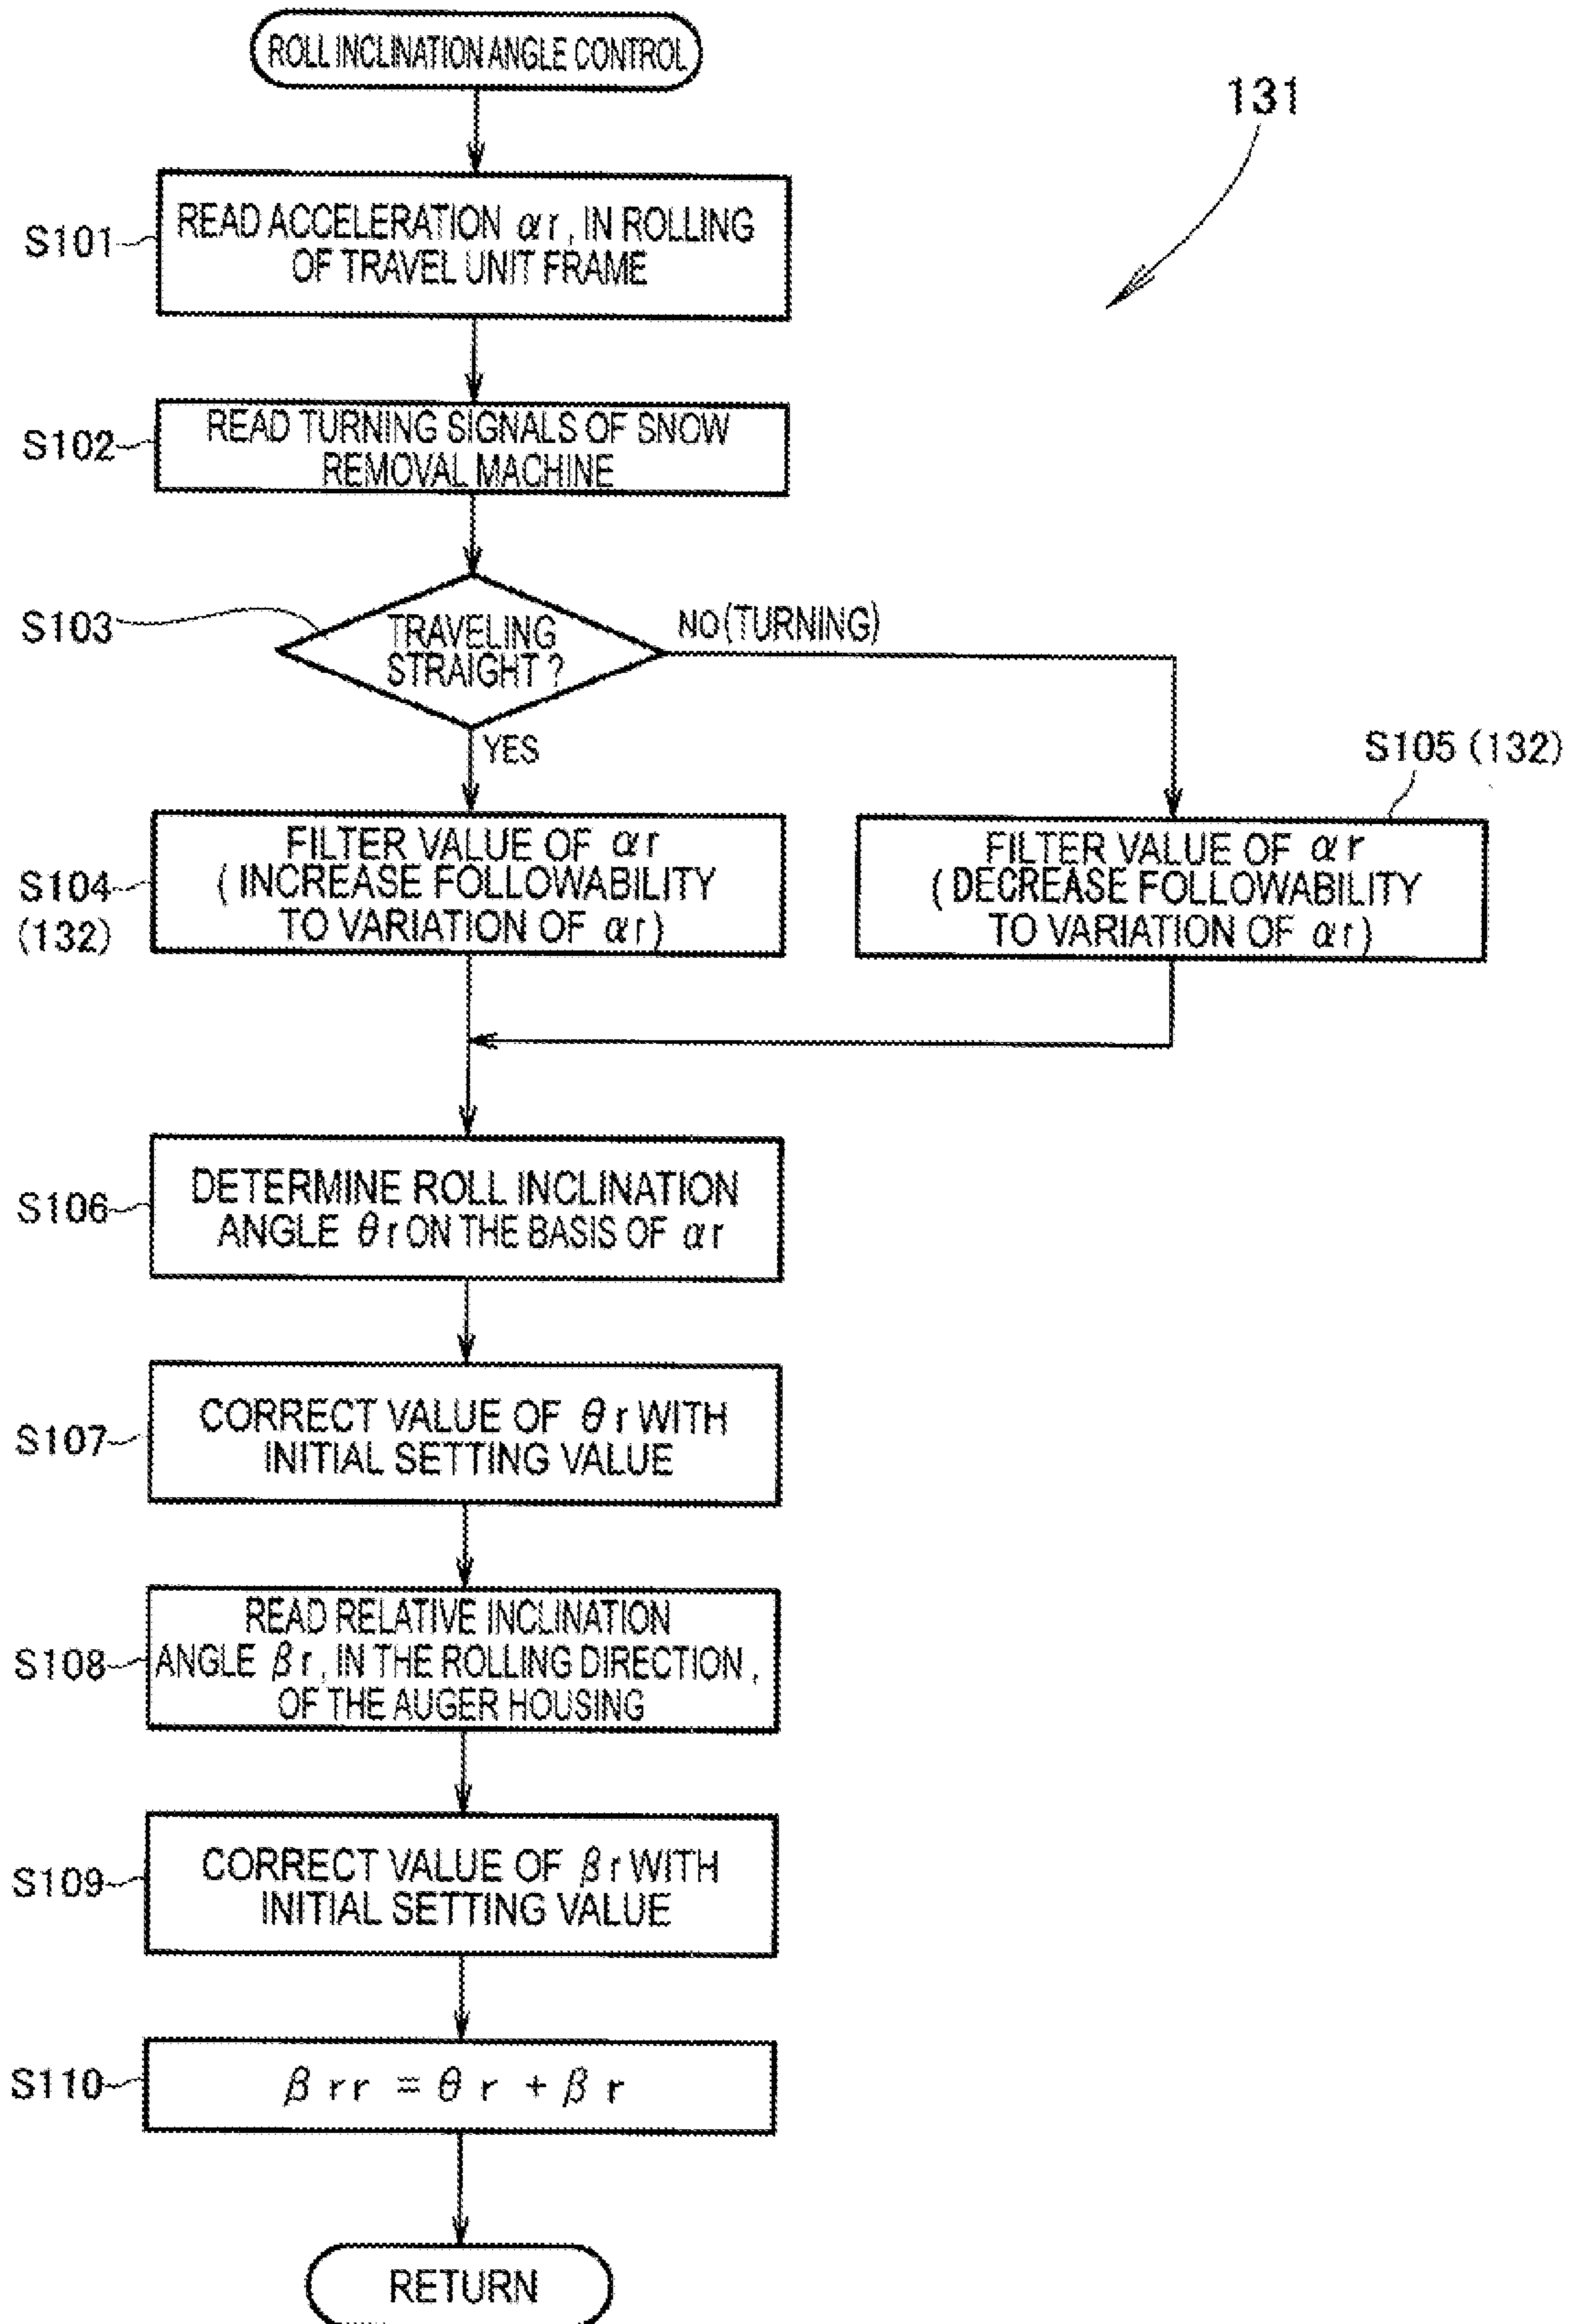 ROLL INCLINATION ANGLE CONTROL
131
S101
READ ACCELERATION αr, IN ROLLING
OF TRAVEL UNIT FRAME
S102
READ TURNING SIGNALS OF SNOW
REMOVAL MACHINE
S103
TRAVELING
STRAIGHT?
NO (TURNING)
YES
S104
(132)
FILTER VALUE OF αr
(INCREASE FOLLOWABILITY
TO VARIATION OF αr)
S105 (132)
FILTER VALUE OF αr
(DECREASE FOLLOWABILITY
TO VARIATION OF αr)
S106
DETERMINE ROLL INCLINATION
ANGLE θr ON THE BASIS OF αr
S107
CORRECT VALUE OF θr WITH
INITIAL SETTING VALUE
S108
READ RELATIVE INCLINATION
ANGLE βr, IN THE ROLLING DIRECTION,
OF THE AUGER HOUSING
S109
CORRECT VALUE OF βr WITH
INITIAL SETTING VALUE
S110
βrr = θr + βr
RETURN